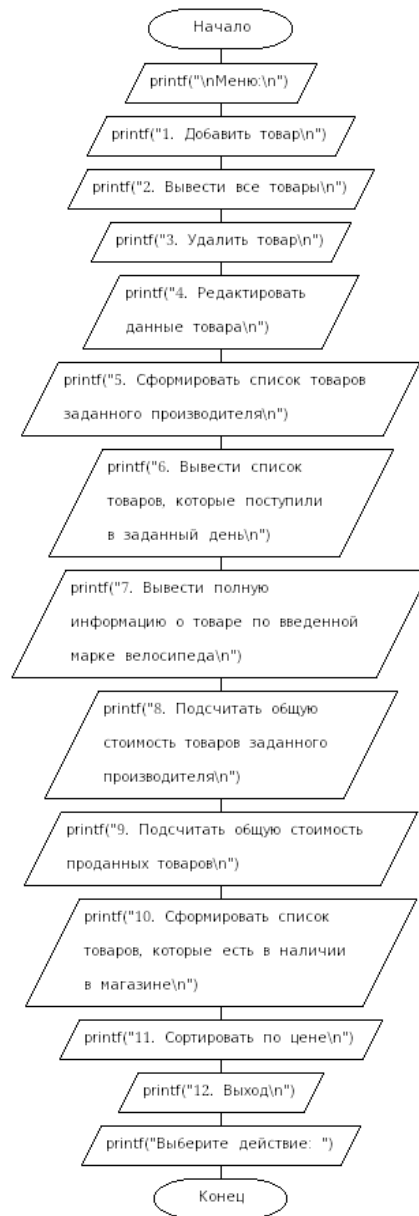 Начало
printf("\nМеню:\n")
printf("1. Добавить товар\n")
printf("2. Вывести все товары\n")
printf("3. Удалить товар\n")
printf("4. Редактировать
данные товара\n")
printf("5. Сформировать список товаров
заданного производителя\n")
printf("6. Вывести список
товаров, которые поступили
в заданный день\n")
printf("7. Вывести полную
информацию о товаре по введенной
марке велосипеда\n")
printf("8. Подсчитать общую
стоимость товаров заданного
производителя\n")
printf("9. Подсчитать общую стоимость
проданных товаров\n")
printf("10. Сформировать список
товаров, которые есть в наличии
в магазине\n")
printf("11. Сортировать по цене\n")
printf("12. Выход\n")
printf("Выберите действие: ")
Конец